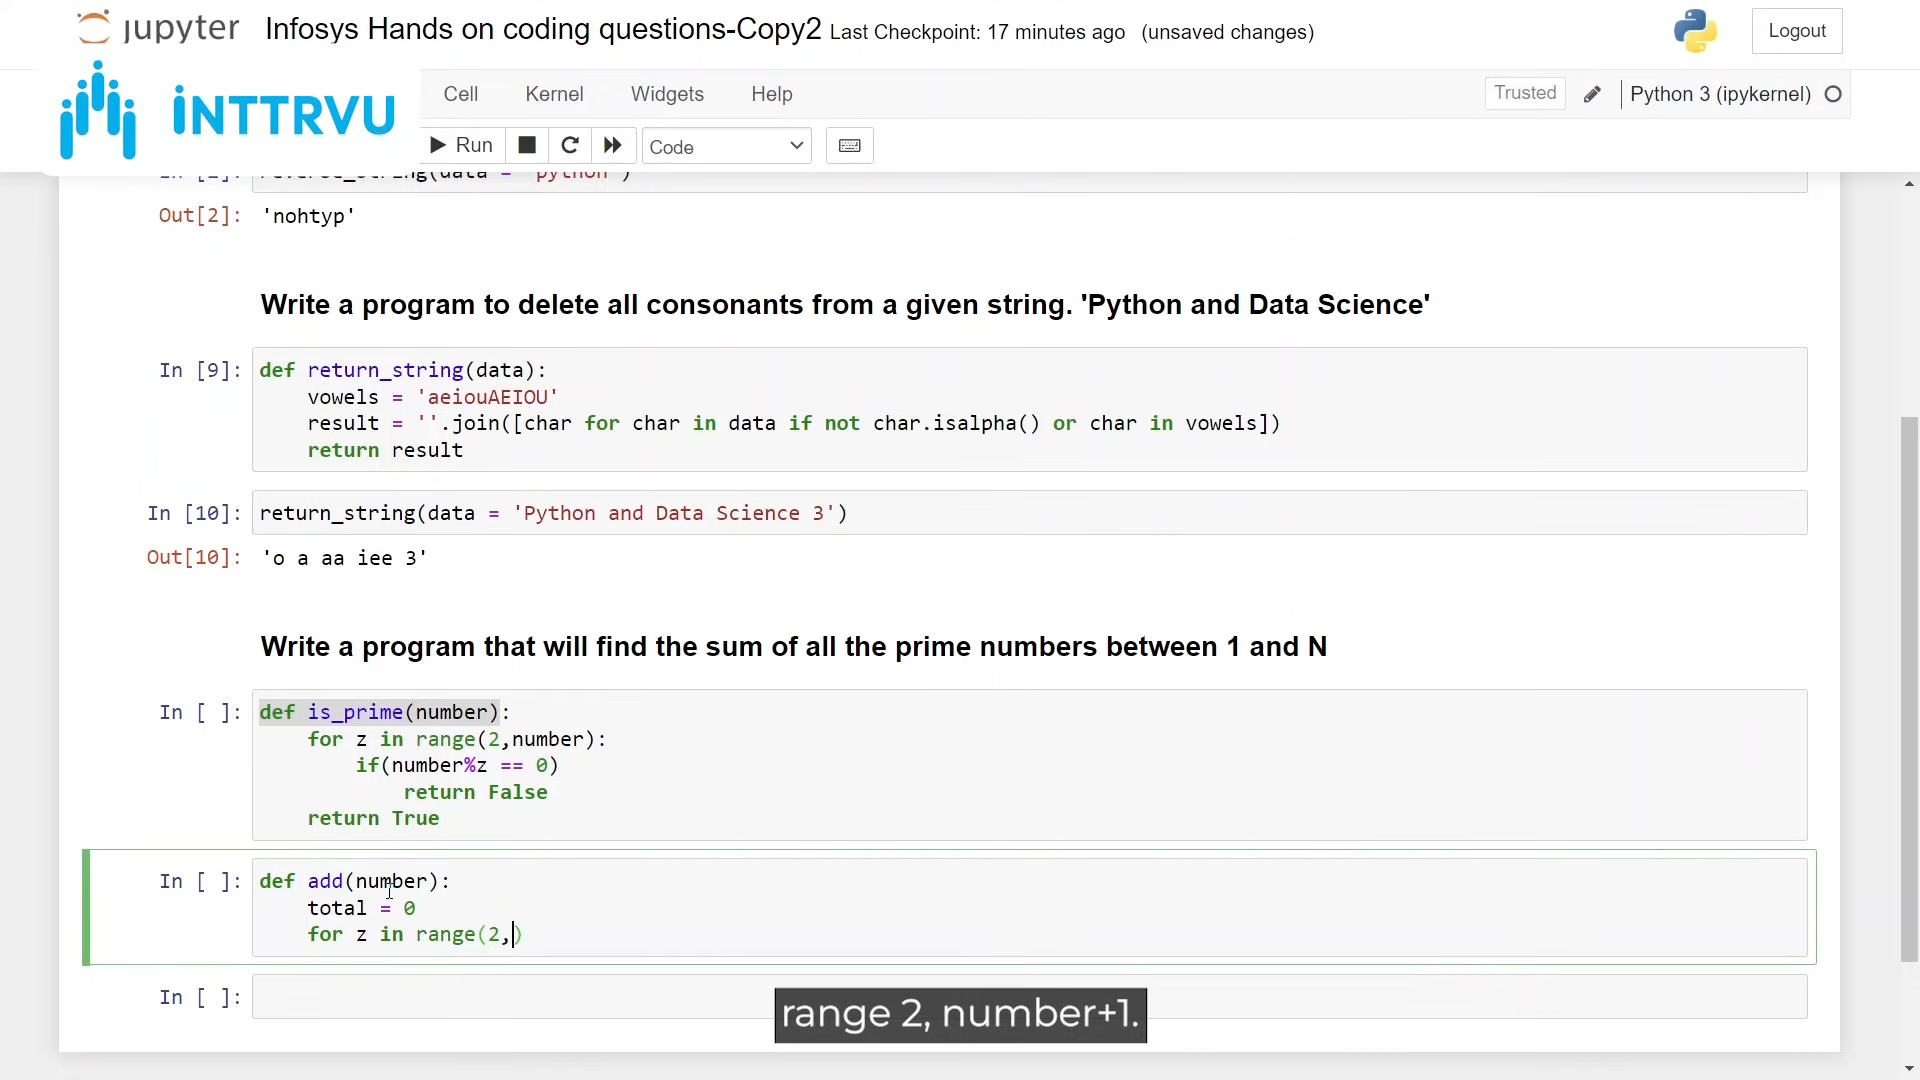 jupyter Infosys Hands on coding questions-Copy2 Last Checkpoint: 17 minutes ago (unsaved changes) Logout
INTTRVU
Cell Kernel Widgets Help Trusted Python 3 (ipykernel)
Run Code
reverse_string(data = 'python')
Out[2]: 'nohtyp'
Write a program to delete all consonants from a given string. 'Python and Data Science'
In [9]: def return_string(data):
vowels = 'aeiouAEIOU'
result = ''.join([char for char in data if not char.isalpha() or char in vowels])
return result
In [10]: return_string(data = 'Python and Data Science 3')
Out[10]: 'o a aa iee 3'
Write a program that will find the sum of all the prime numbers between 1 and N
In [ ]: def is_prime(number):
for z in range(2,number):
if(number%z == 0)
return False
return True
In [ ]: def add(number):
total = 0
for z in range(2,)
In [ ]:
range 2, number+1.